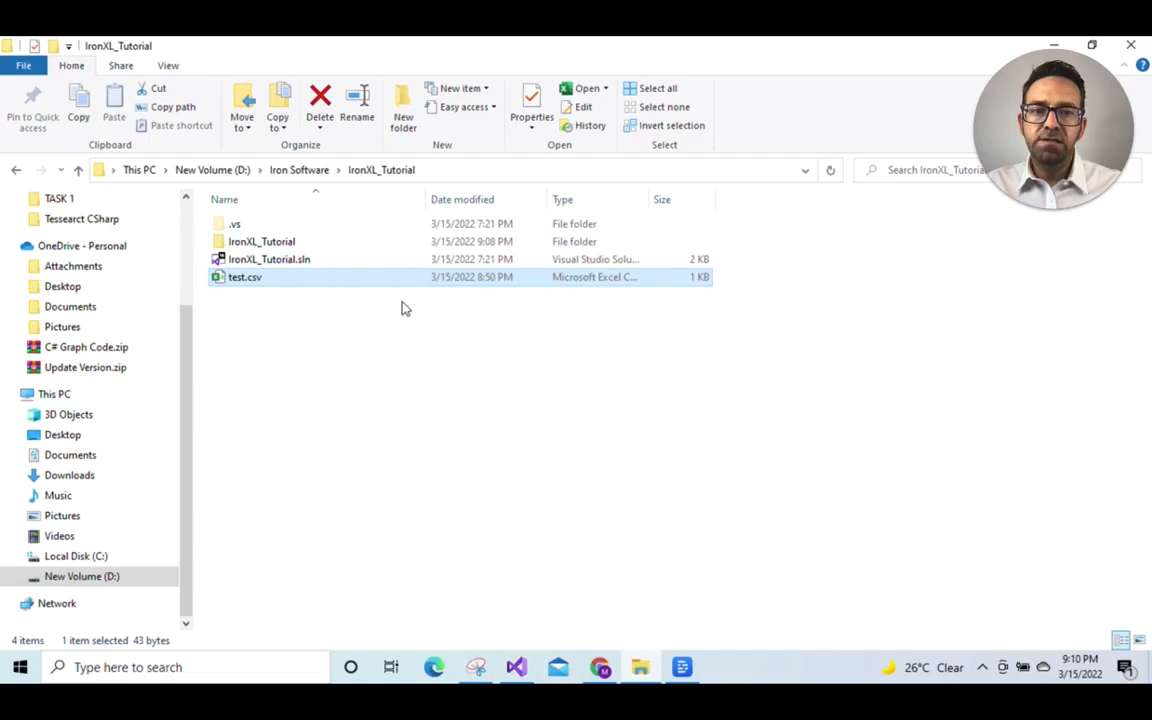 IronXL_Tutorial
File Home Share View
Pin to Quick access
Copy
Paste
Cut
Copy path
Paste shortcut
Clipboard
Move to
Copy to
Delete
Rename
Organize
New folder
New item
Easy access
New
Properties
Open
Edit
History
Open
Select all
Select none
Invert selection
Select
This PC > New Volume (D:) > Iron Software > IronXL_Tutorial
Search IronXL_Tutoria
Name Date modified Type Size
.vs 3/15/2022 7:21 PM File folder
IronXL_Tutorial 3/15/2022 9:08 PM File folder
IronXL_Tutorial.sln 3/15/2022 7:21 PM Visual Studio Solu... 2 KB
test.csv 3/15/2022 8:50 PM Microsoft Excel C... 1 KB
TASK 1
Tessearct CSharp
OneDrive - Personal
Attachments
Desktop
Documents
Pictures
C# Graph Code.zip
Update Version.zip
This PC
3D Objects
Desktop
Documents
Downloads
Music
Pictures
Videos
Local Disk (C:)
New Volume (D:)
Network
4 items 1 item selected 43 bytes
Type here to search
26°C Clear
9:10 PM
3/15/2022
1